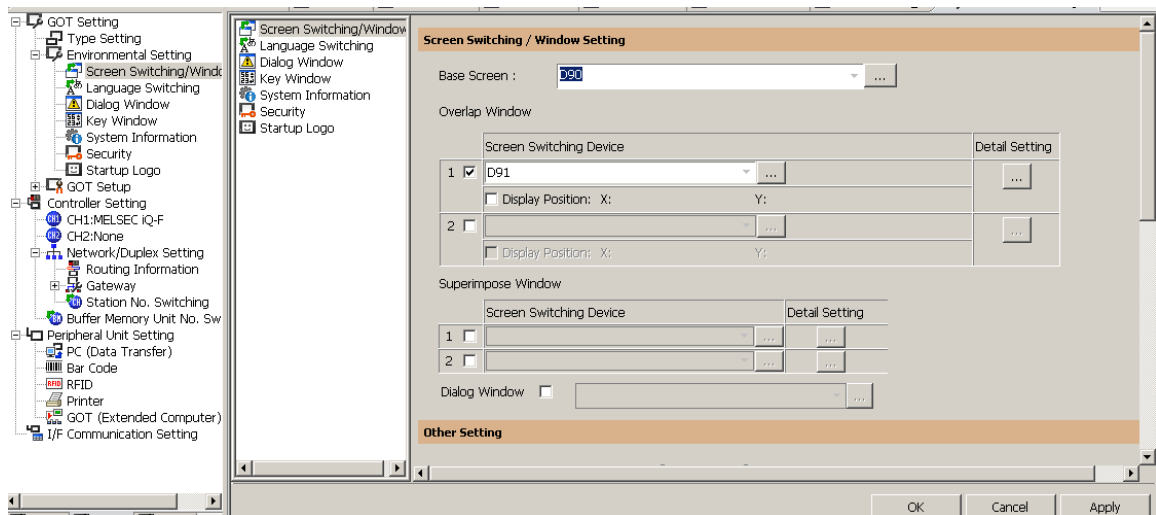 GOT Setting
Type Setting
Environmental Setting
Screen Switching/Windo
Language Switching
Dialog Window
Key Window
System Information
Security
Startup Logo
GOT Setup
Controller Setting
CH1:MELSEC iQ-F
CH2:None
Network/Duplex Setting
Routing Information
Gateway
Station No. Switching
Buffer Memory Unit No. Sw
Peripheral Unit Setting
PC (Data Transfer)
Bar Code
RFID
Printer
GOT (Extended Computer)
I/F Communication Setting
Screen Switching/Window
Language Switching
Dialog Window
Key Window
System Information
Security
Startup Logo
Screen Switching / Window Setting
Base Screen : D90 ...
Overlap Window
Screen Switching Device Detail Setting
1 D91 ... ...
Display Position: X: Y:
2 ... ...
Display Position: X: Y:
Superimpose Window
Screen Switching Device Detail Setting
1 ... ...
2 ... ...
Dialog Window ...
Other Setting
OK Cancel Apply